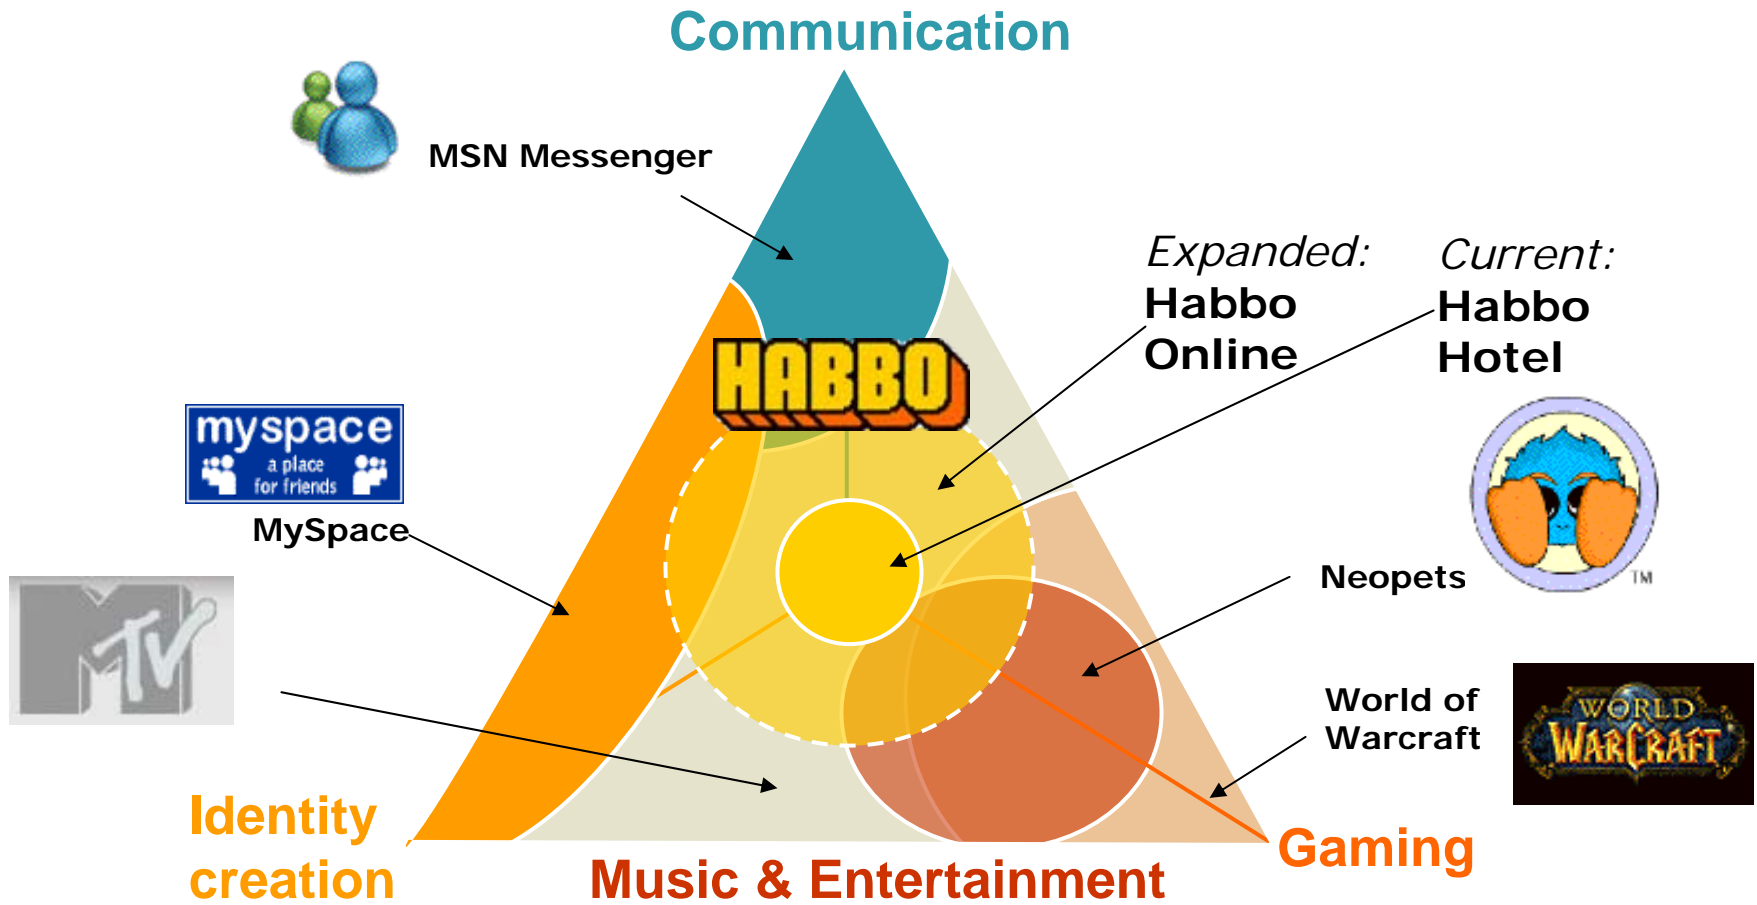 Communication
MSN Messenger
Expanded:
Habbo
Online
Current:
Habbo
Hotel
HABBO
myspace
a place
for friends
MySpace
MTV
Neopets
TM
World of
Warcraft
WORLD
WARCRAFT
Identity
creation
Music & Entertainment
Gaming